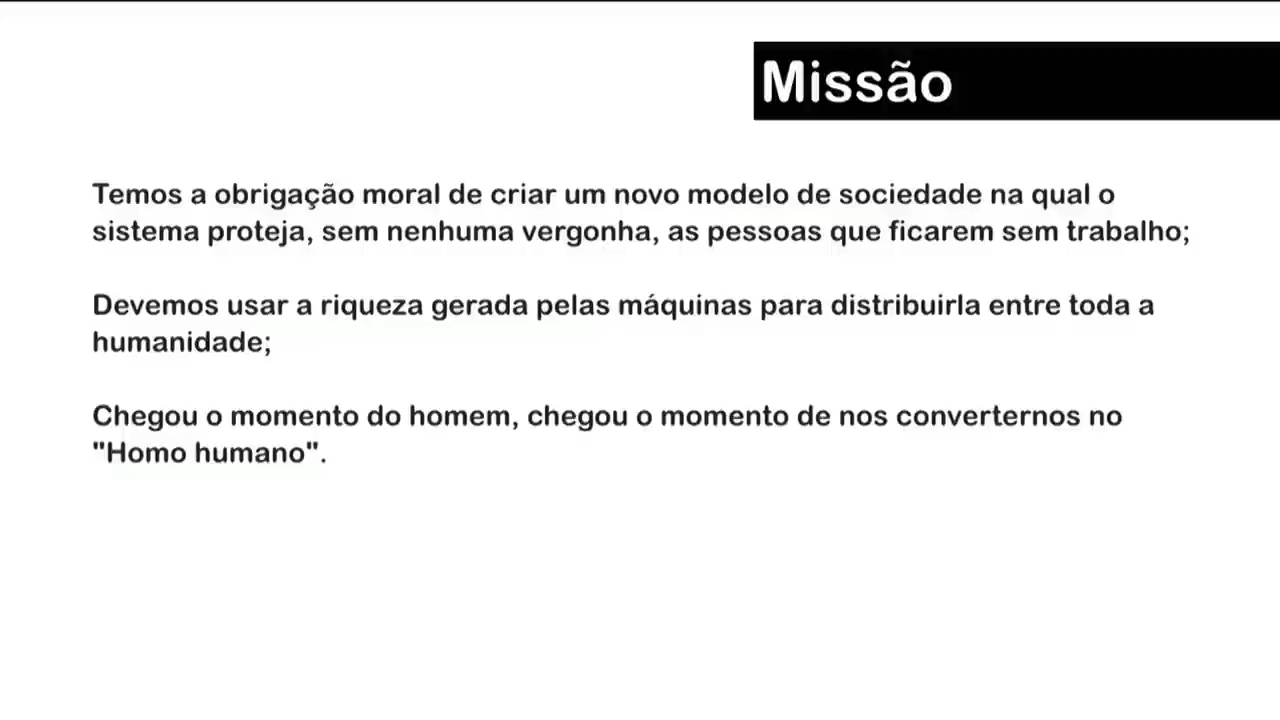 Missão
Temos a obrigação moral de criar um novo modelo de sociedade na qual o
sistema proteja, sem nenhuma vergonha, as pessoas que ficarem sem trabalho;
Devemos usar a riqueza gerada pelas máquinas para distribuirla entre toda a
humanidade;
Chegou o momento do homem, chegou o momento de nos converternos no
"Homo humano".